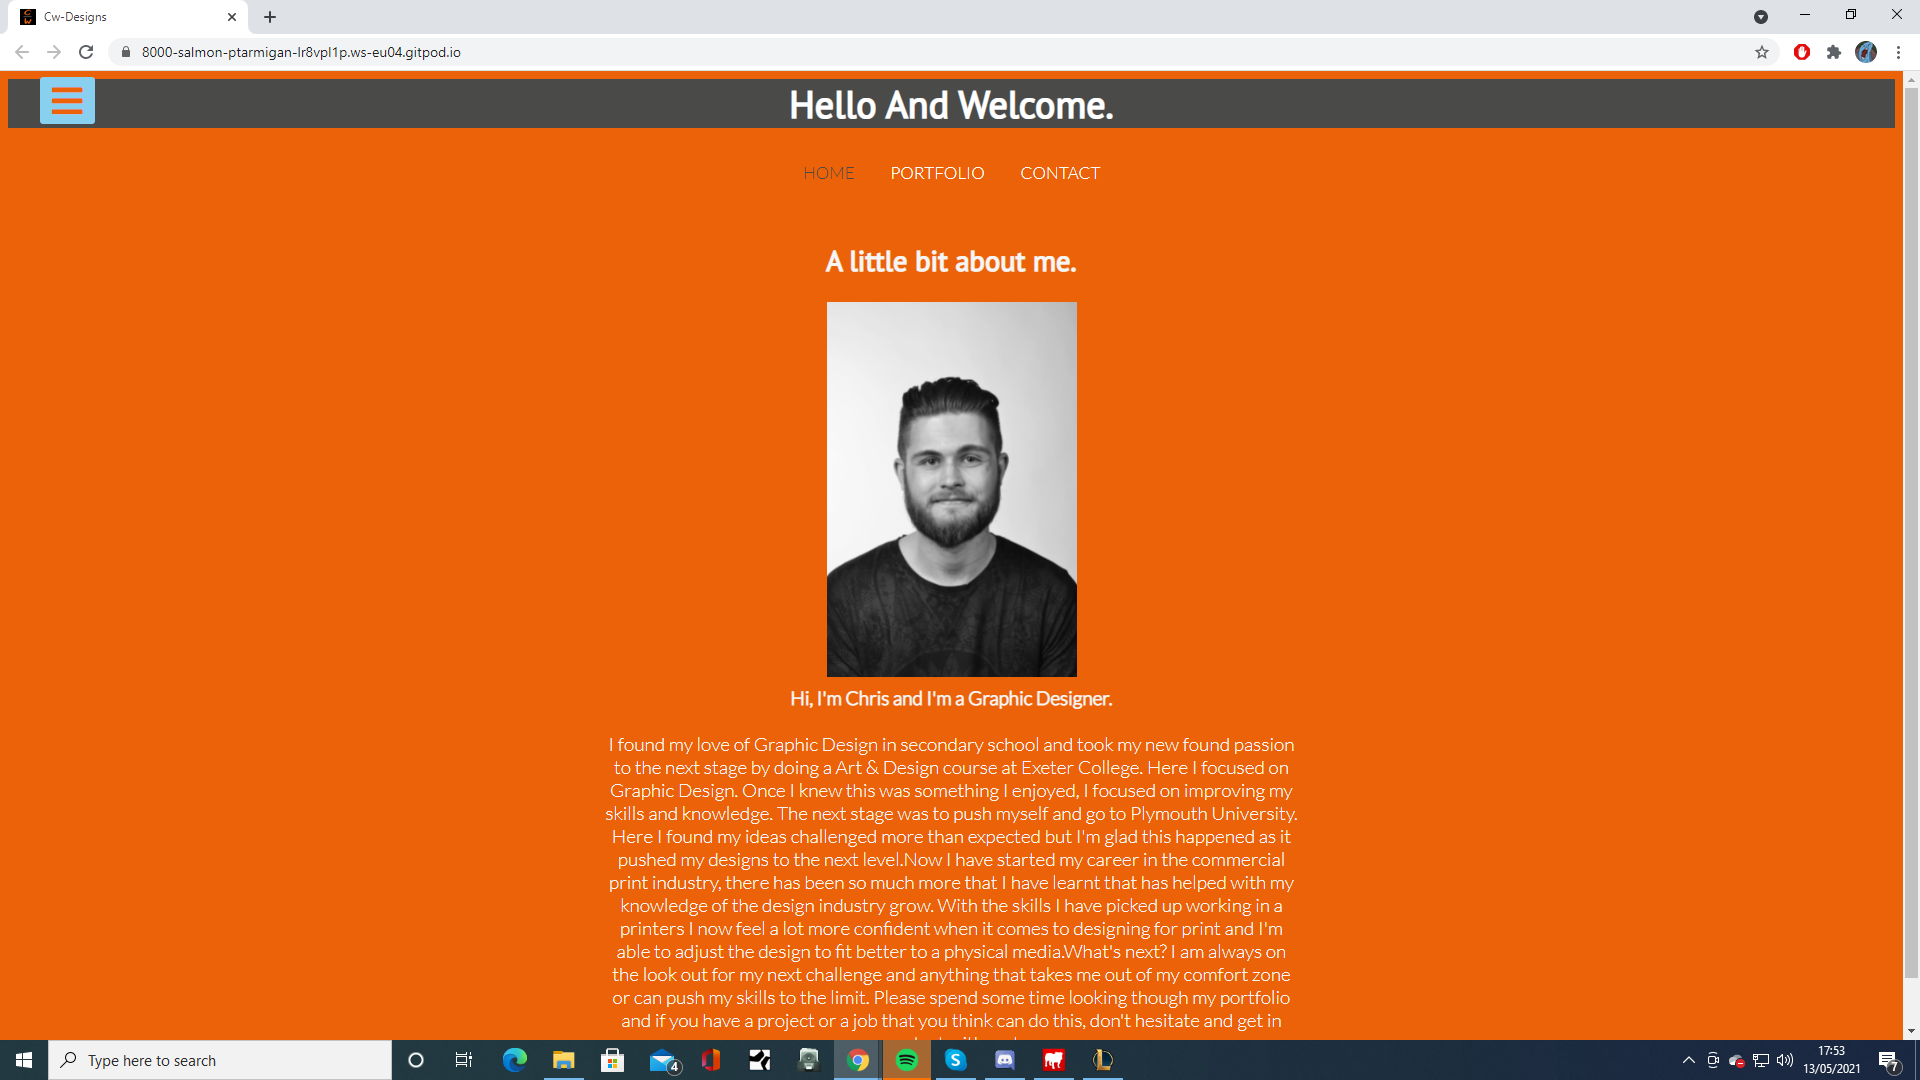 Cw-Designs
8000-salmon-ptarmigan-lr8vpl1p.ws-eu04.gitpod.io
Hello And Welcome.
HOME PORTFOLIO CONTACT
A little bit about me.
Hi, I'm Chris and I'm a Graphic Designer.
I found my love of Graphic Design in secondary school and took my new found passion
to the next stage by doing a Art & Design course at Exeter College. Here I focused on
Graphic Design. Once I knew this was something I enjoyed, I focused on improving my
skills and knowledge. The next stage was to push myself and go to Plymouth University.
Here I found my ideas challenged more than expected but I'm glad this happened as it
pushed my designs to the next level.Now I have started my career in the commercial
print industry, there has been so much more that I have learnt that has helped with my
knowledge of the design industry grow. With the skills I have picked up working in a
printers I now feel a lot more confident when it comes to designing for print and I'm
able to adjust the design to fit better to a physical media.What's next? I am always on
the look out for my next challenge and anything that takes me out of my comfort zone
or can push my skills to the limit. Please spend some time looking though my portfolio
and if you have a project or a job that you think can do this, don't hesitate and get in
Type here to search
4
17:53
13/05/2021
7